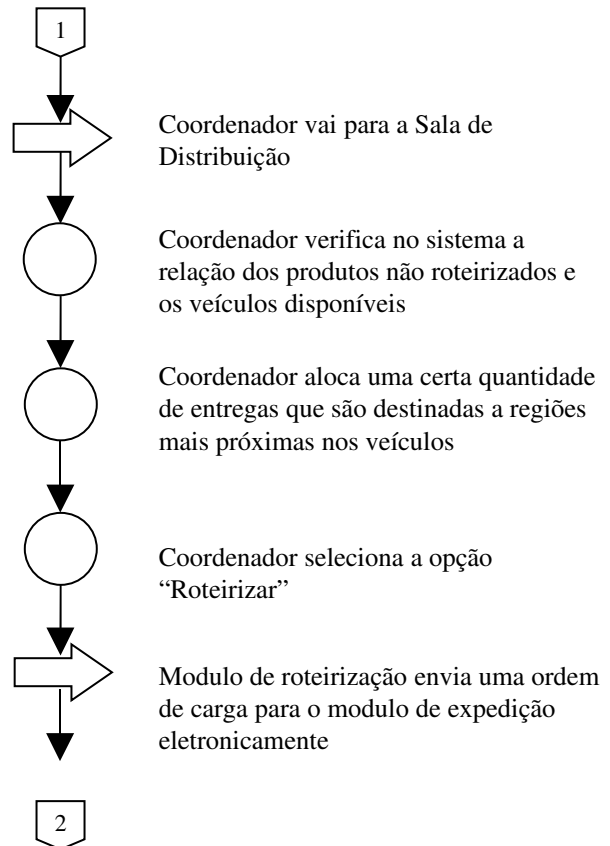 1
Coordenador vai para a Sala de
Distribuição
Coordenador verifica no sistema a
relação dos produtos não roteirizados e
os veículos disponíveis
Coordenador aloca uma certa quantidade
de entregas que são destinadas a regiões
mais próximas nos veículos
Coordenador seleciona a opção
“Roteirizar”
Modulo de roteirização envia uma ordem
de carga para o modulo de expedição
eletronicamente
2